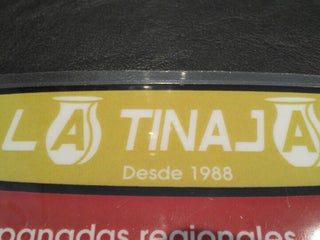 LA TINAJA
Desde 1988
panadas regionales